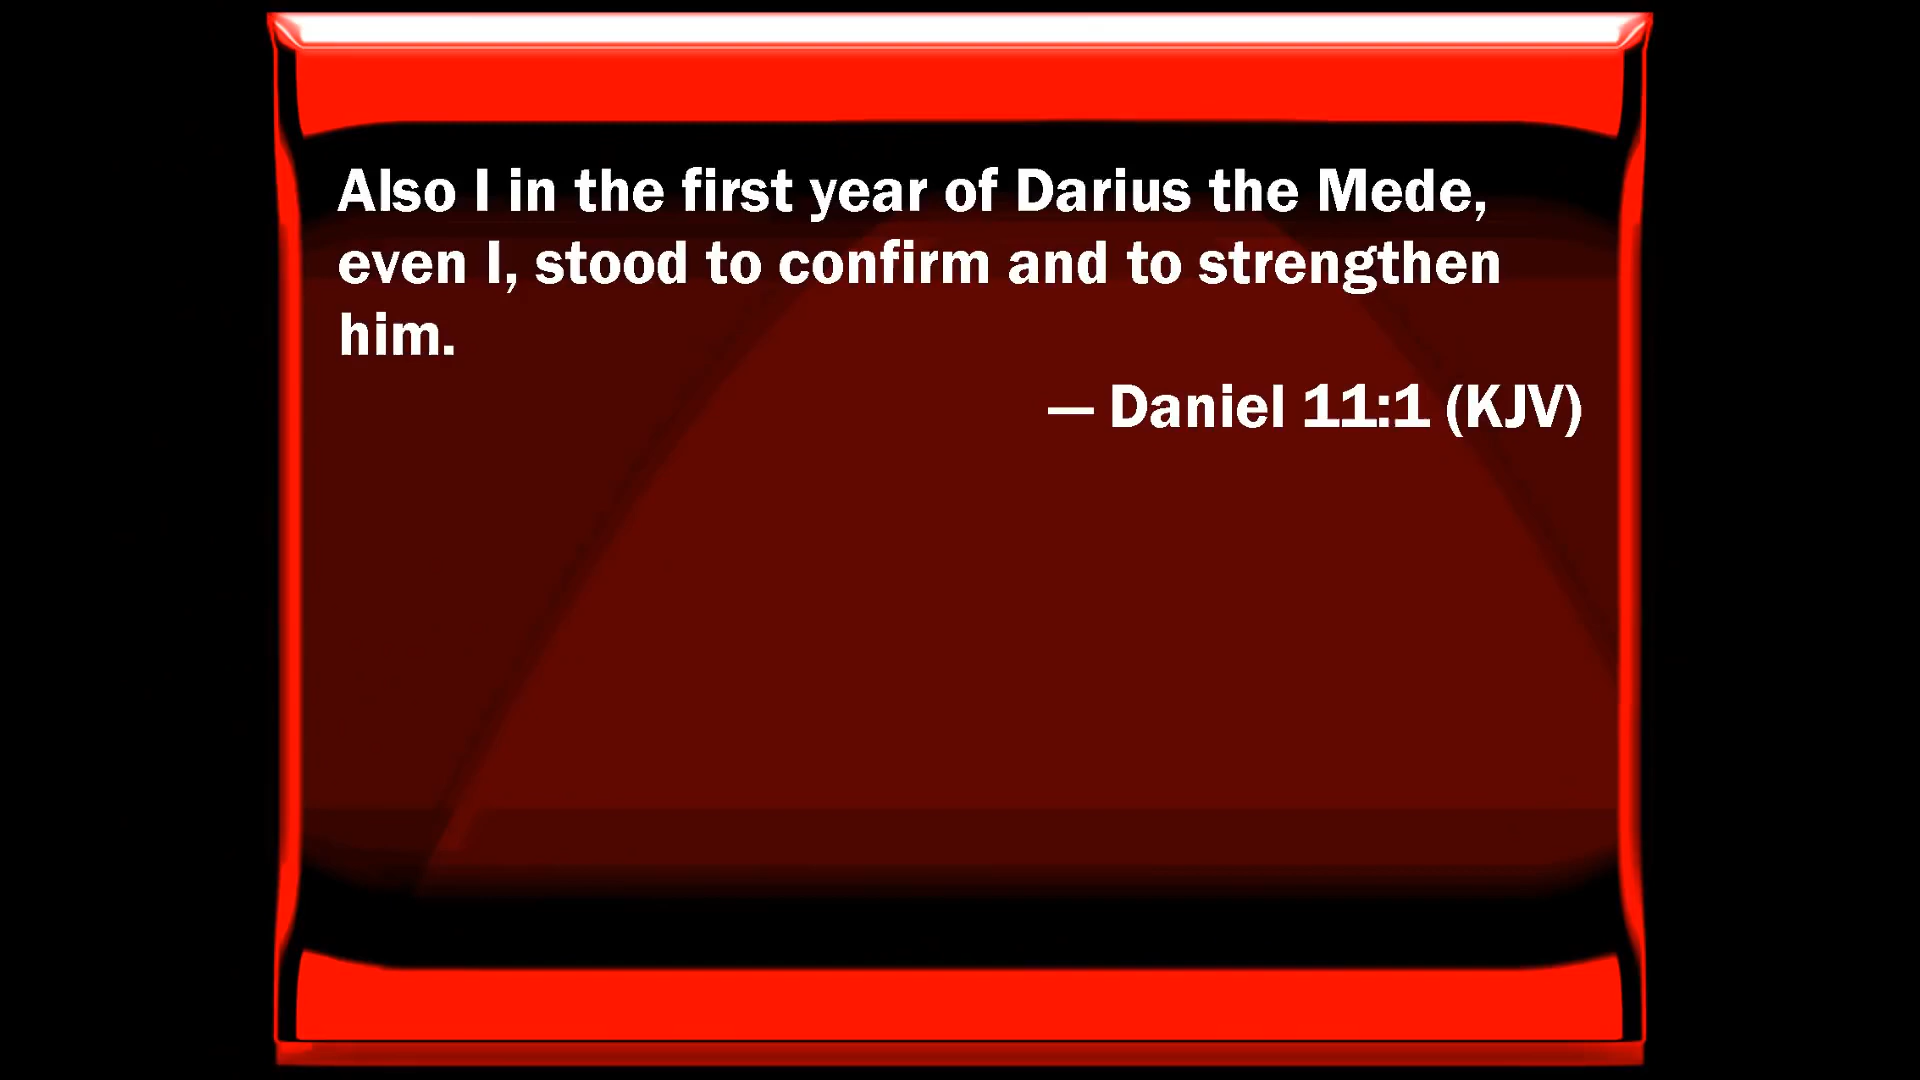 Also I in the first year of Darius the Mede,
even I, stood to confirm and to strengthen
him.
— Daniel 11:1 (KJV)